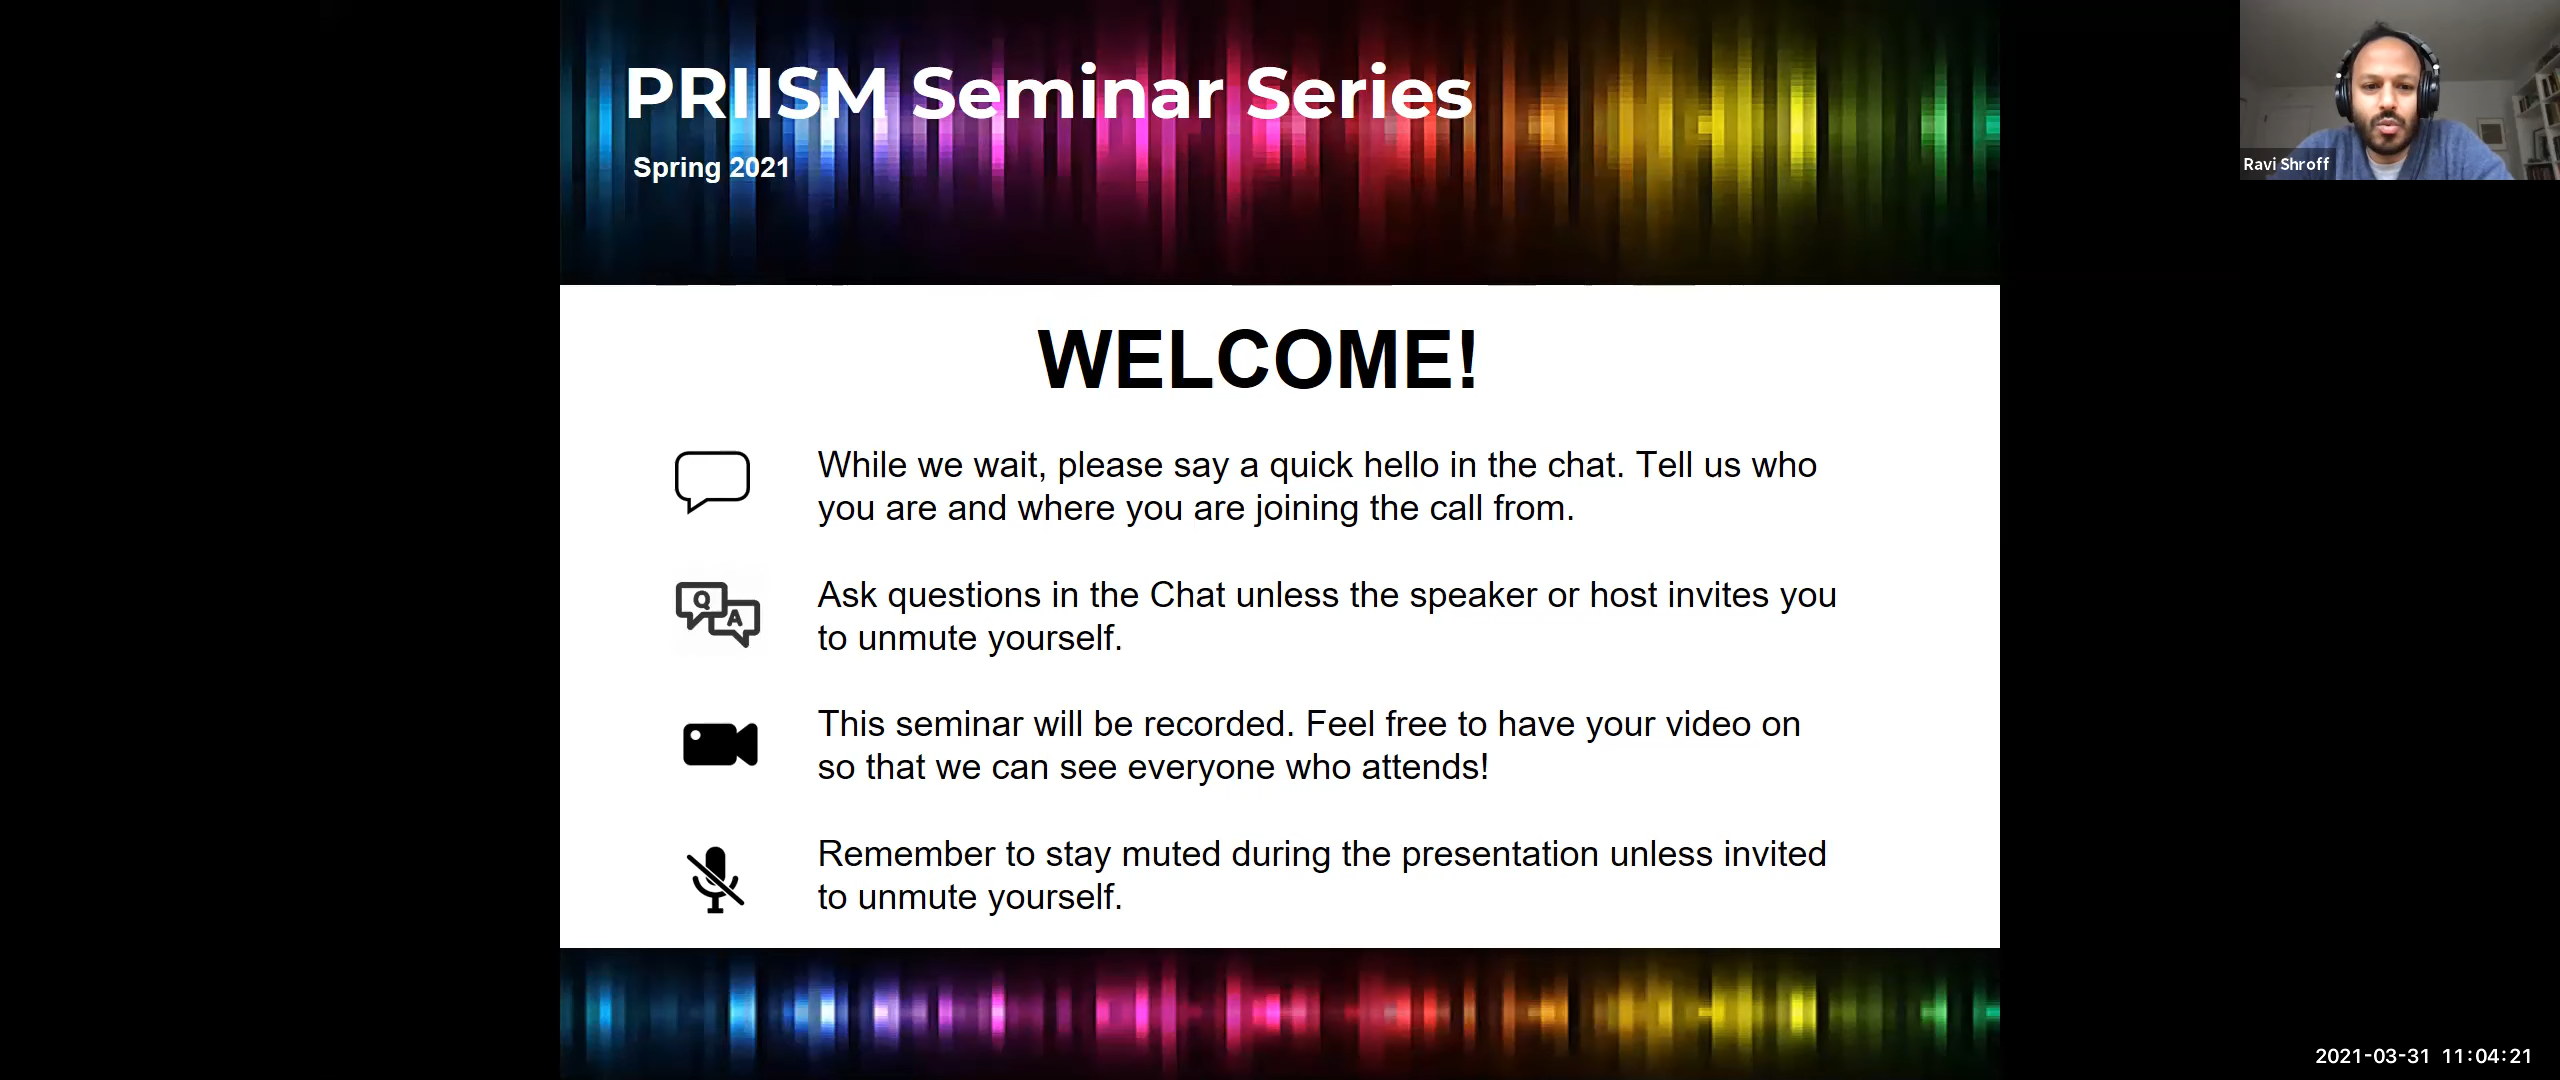 PRIISM Seminar Series
Spring 2021
Ravi Shroff
WELCOME!
While we wait, please say a quick hello in the chat. Tell us who
you are and where you are joining the call from.
Q
A
Ask questions in the Chat unless the speaker or host invites you
to unmute yourself.
This seminar will be recorded. Feel free to have your video on
so that we can see everyone who attends!
Remember to stay muted during the presentation unless invited
to unmute yourself.
2021-03-31 11:04:21